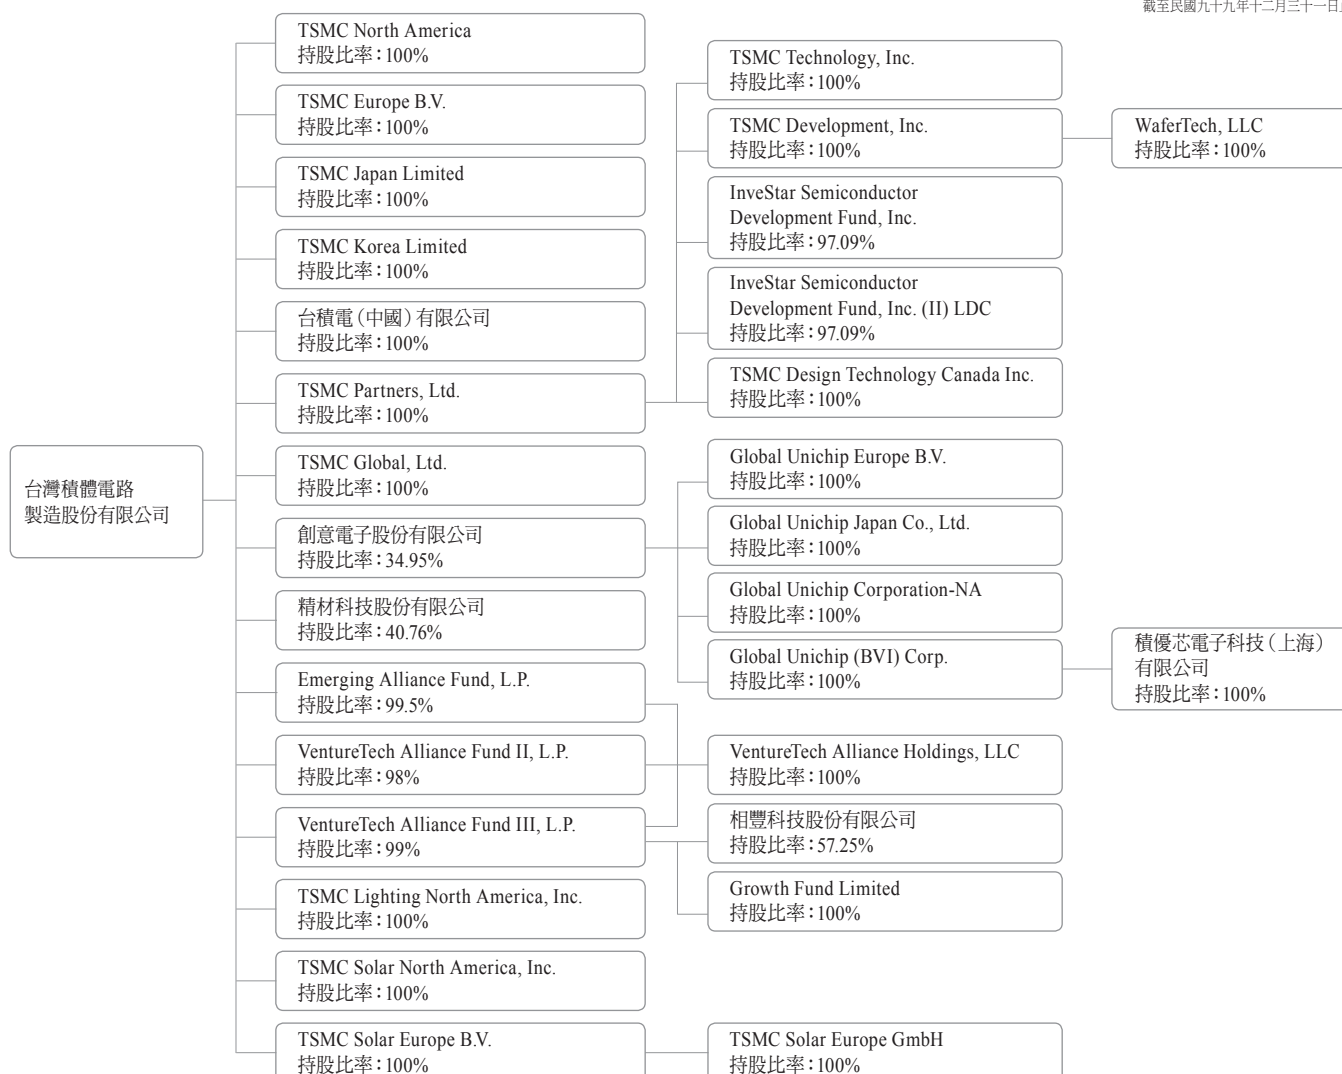 截至民國九十九年十二月三十一日
TSMC North America
持股比率：100%
TSMC Europe B.V.
持股比率：100%
TSMC Japan Limited
持股比率：100%
TSMC Korea Limited
持股比率：100%
台積電（中國）有限公司
持股比率：100%
TSMC Partners, Ltd.
持股比率：100%
台灣積體電路
製造股份有限公司
TSMC Global, Ltd.
持股比率：100%
創意電子股份有限公司
持股比率：34.95%
精材科技股份有限公司
持股比率：40.76%
Emerging Alliance Fund, L.P.
持股比率：99.5%
VentureTech Alliance Fund II, L.P.
持股比率：98%
VentureTech Alliance Fund III, L.P.
持股比率：99%
TSMC Lighting North America, Inc.
持股比率：100%
TSMC Solar North America, Inc.
持股比率：100%
TSMC Solar Europe B.V.
持股比率：100%
TSMC Technology, Inc.
持股比率：100%
TSMC Development, Inc.
持股比率：100%
InveStar Semiconductor
Development Fund, Inc.
持股比率：97.09%
InveStar Semiconductor
Development Fund, Inc. (II) LDC
持股比率：97.09%
TSMC Design Technology Canada Inc.
持股比率：100%
Global Unichip Europe B.V.
持股比率：100%
Global Unichip Japan Co., Ltd.
持股比率：100%
Global Unichip Corporation-NA
持股比率：100%
Global Unichip (BVI) Corp.
持股比率：100%
VentureTech Alliance Holdings, LLC
持股比率：100%
相豐科技股份有限公司
持股比率：57.25%
Growth Fund Limited
持股比率：100%
TSMC Solar Europe GmbH
持股比率：100%
WaferTech, LLC
持股比率：100%
積優芯電子科技（上海）
有限公司
持股比率：100%